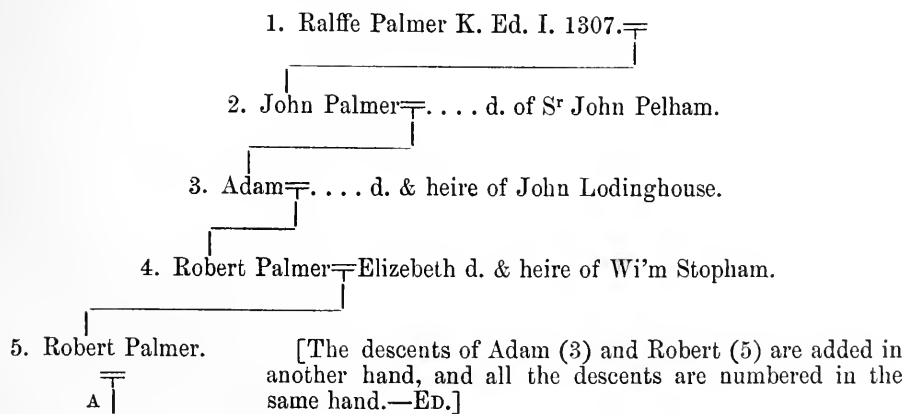 1. Ralffe Palmer K. Ed. I. 1307.
2. John Palmer=.... d. of Sʳ John Pelham.
3. Adam=.... d. & heire of John Lodinghouse.
4. Robert Palmer=Elizebeth d. & heire of Wi'm Stopham.
5. Robert Palmer.
[The descents of Adam (3) and Robert (5) are added in
another hand, and all the descents are numbered in the
same hand.—ED.]
A